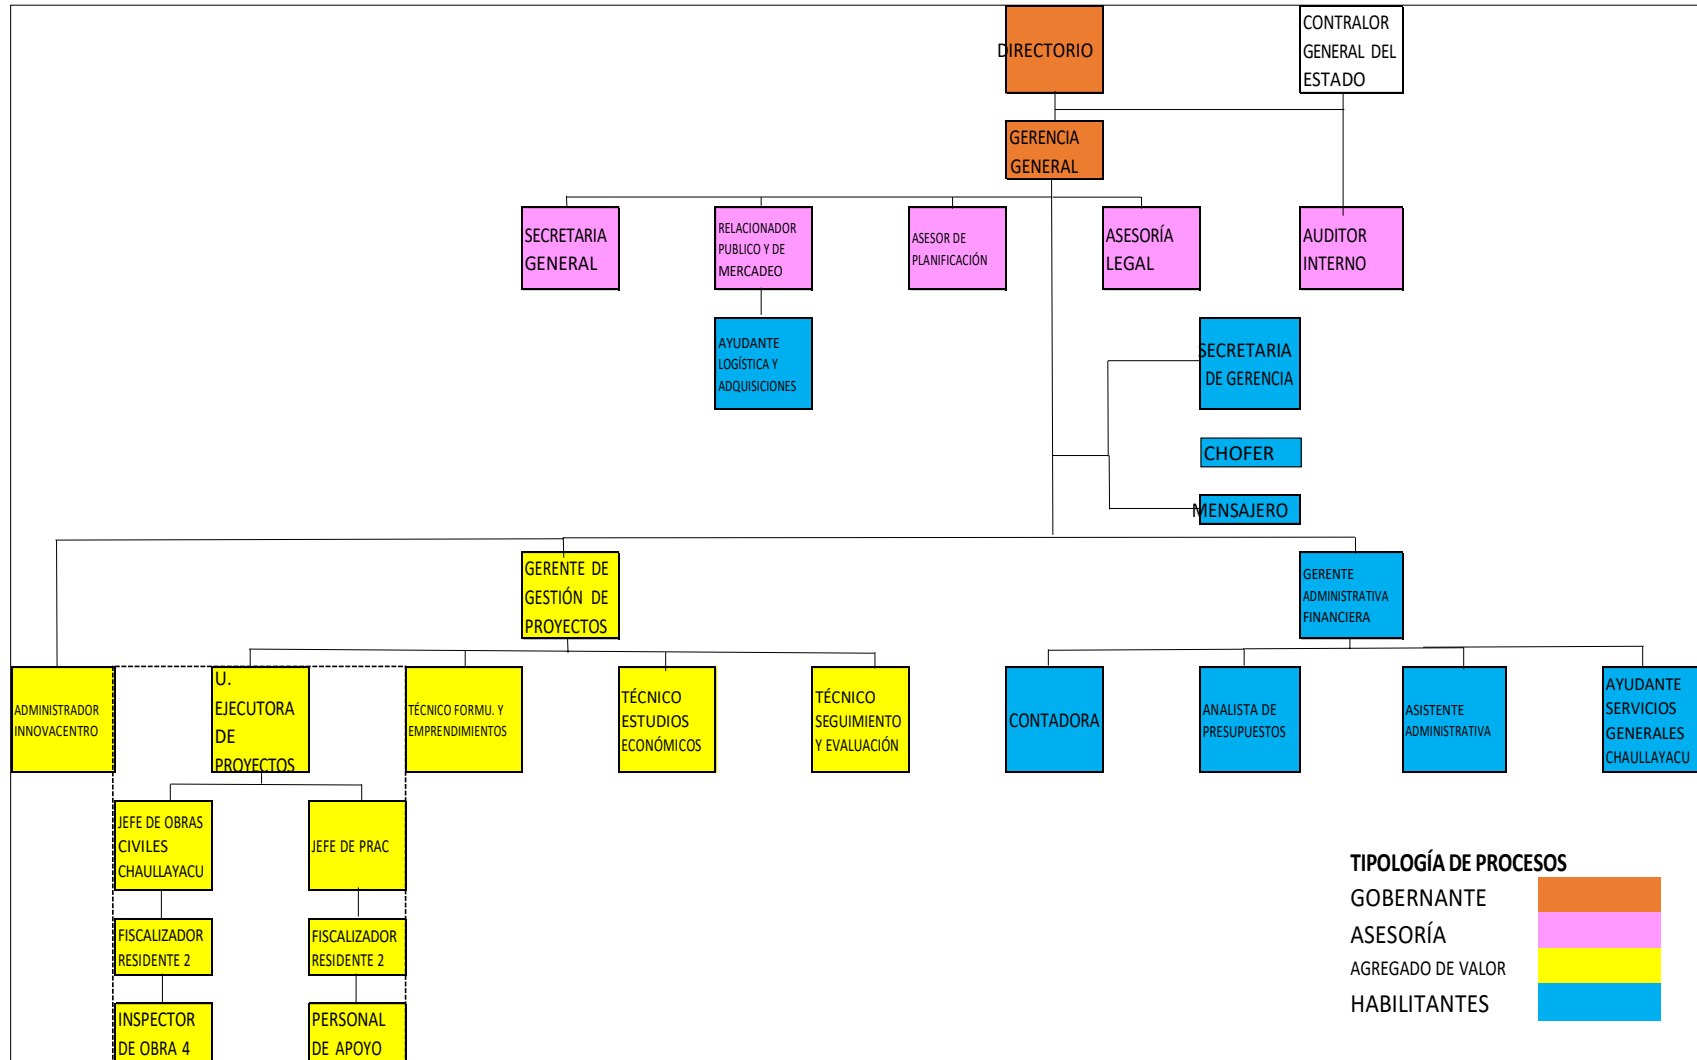 DIRECTORIO
CONTRALOR
GENERAL DEL
ESTADO
GERENCIA
GENERAL
SECRETARIA
GENERAL
RELACIONADOR
PUBLICO Y DE
MERCADEO
ASESOR DE
PLANIFICACIÓN
ASESORÍA
LEGAL
AUDITOR
INTERNO
AYUDANTE
LOGÍSTICA Y
ADQUISICIONES
SECRETARIA
DE GERENCIA
CHOFER
MENSAJERO
GERENTE DE
GESTIÓN DE
PROYECTOS
GERENTE
ADMINISTRATIVA
FINANCIERA
ADMINISTRADOR
INNOVACENTRO
U.
EJECUTORA
DE
PROYECTOS
TÉCNICO FORMU. Y
EMPRENDIMIENTOS
TÉCNICO
ESTUDIOS
ECONÓMICOS
TÉCNICO
SEGUIMIENTO
Y EVALUACIÓN
CONTADORA
ANALISTA DE
PRESUPUESTOS
ASISTENTE
ADMINISTRATIVA
AYUDANTE
SERVICIOS
GENERALES
CHAULLAYACU
JEFE DE OBRAS
CIVILES
CHAULLAYACU
JEFE DE PRAC
FISCALIZADOR
RESIDENTE 2
FISCALIZADOR
RESIDENTE 2
INSPECTOR
DE OBRA 4
PERSONAL
DE APOYO
TIPOLOGÍA DE PROCESOS
GOBERNANTE
ASESORÍA
AGREGADO DE VALOR
HABILITANTES